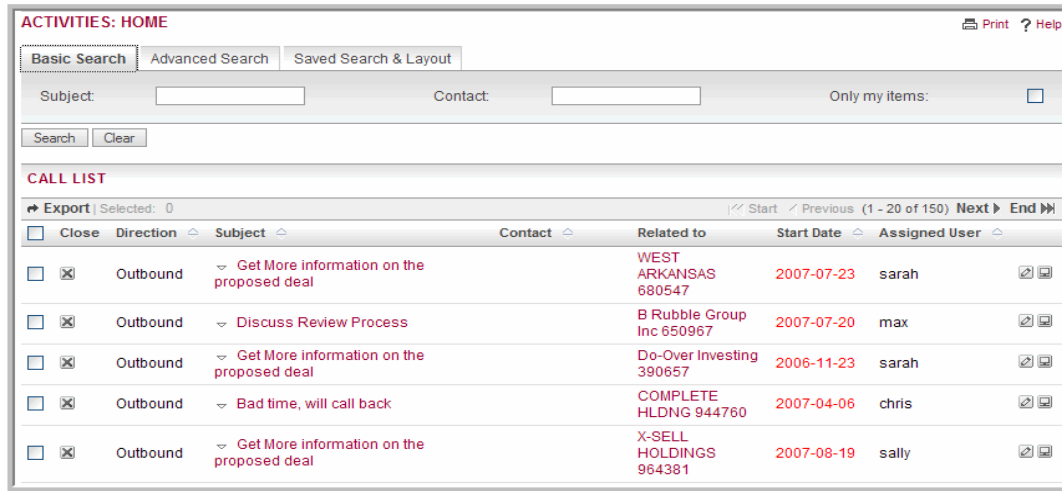 ACTIVITIES: HOME Print ? Help
Basic Search Advanced Search Saved Search & Layout
Subject: Contact: Only my items:
Search Clear
CALL LIST
Export | Selected: 0 Start Previous (1 - 20 of 150) Next End
Close Direction Subject Contact Related to Start Date Assigned User
Outbound Get More information on the proposed deal WEST ARKANSAS 680547 2007-07-23 sarah
Outbound Discuss Review Process B Rubble Group Inc 650967 2007-07-20 max
Outbound Get More information on the proposed deal Do-Over Investing 390657 2006-11-23 sarah
Outbound Bad time, will call back COMPLETE HLDNG 944760 2007-04-06 chris
Outbound Get More information on the proposed deal X-SELL HOLDINGS 964381 2007-08-19 sally